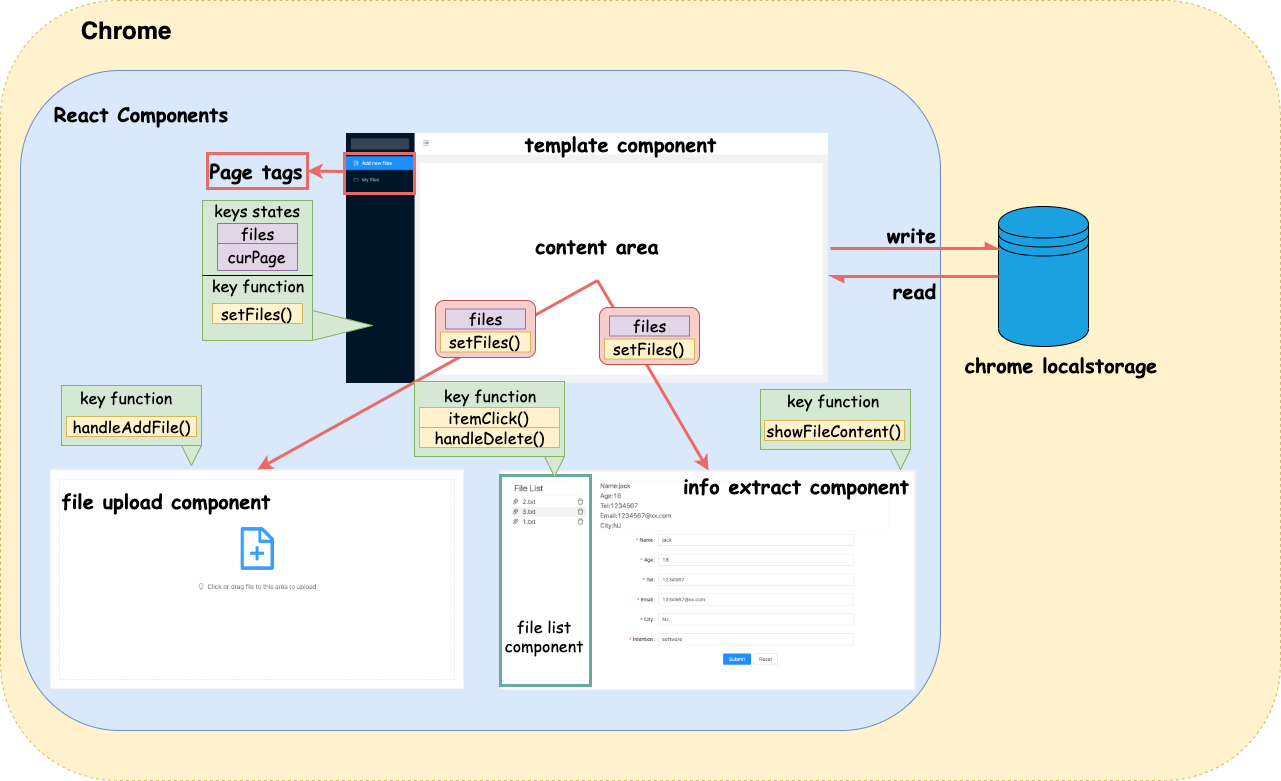 Chrome
React Components
template component
Page tags
Add new files
My files
keys states
files
curPage
key function
setFiles()
content area
files
setFiles()
files
setFiles()
write
read
chrome localstorage
key function
handleAddFile()
key function
itemClick()
handleDelete()
key function
showFileContent()
file upload component
Click or drag file to this area to upload
File List
2.txt
3.txt
1.txt
file list
component
info extract component
Name:jack
Age:18
Tel:1234567
Email:1234567@xx.com
City:NJ
* Name: jack
* Age: 18
* Tel: 1234567
* Email: 1234567@xx.com
* City: NJ
* Intention: software
Submit Reset